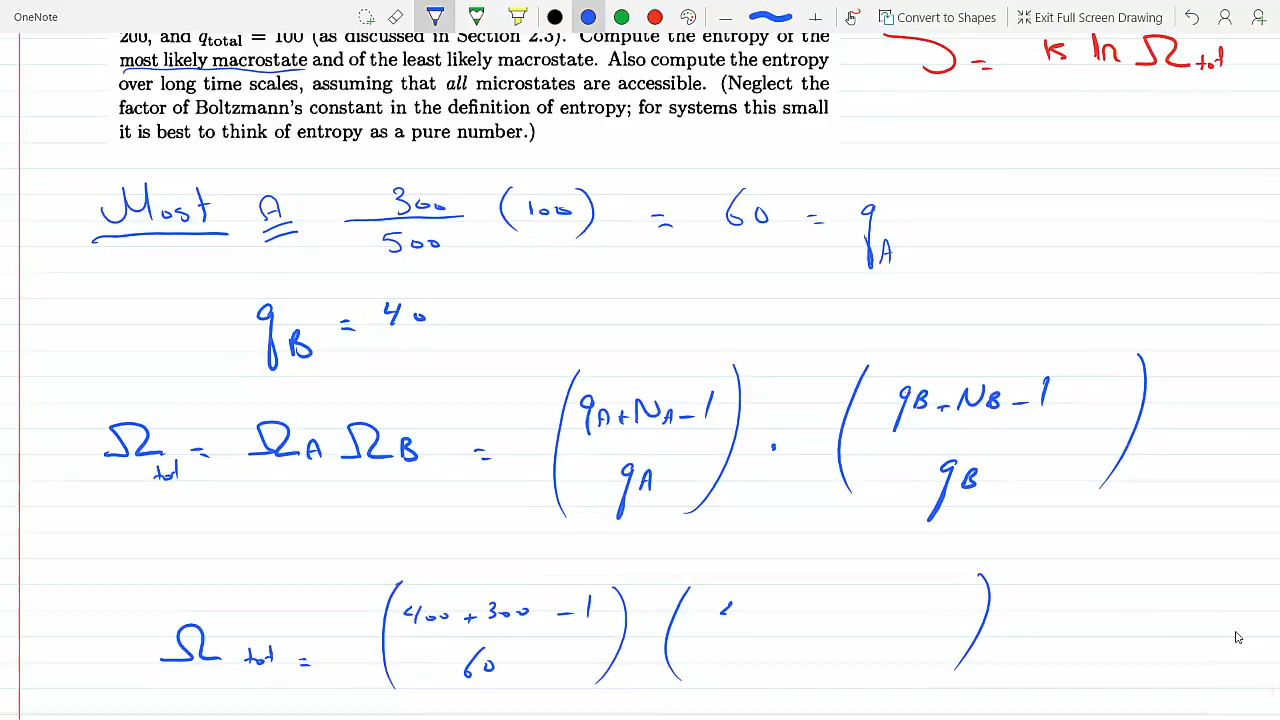 OneNote
Convert to Shapes
Exit Full Screen Drawing
200, and q_total = 100 (as discussed in Section 2.3). Compute the entropy of the
most likely macrostate and of the least likely macrostate. Also compute the entropy
over long time scales, assuming that all microstates are accessible. (Neglect the
factor of Boltzmann's constant in the definition of entropy; for systems this small
it is best to think of entropy as a pure number.)
S = k ln Ω_tot
Most A 300/500 (100) = 60 = q_A
q_B = 40
Ω_tot = Ω_A Ω_B = (q_A + N_A - 1 / q_A) · (q_B + N_B - 1 / q_B)
Ω_tot = (400 + 300 - 1 / 60) ( )